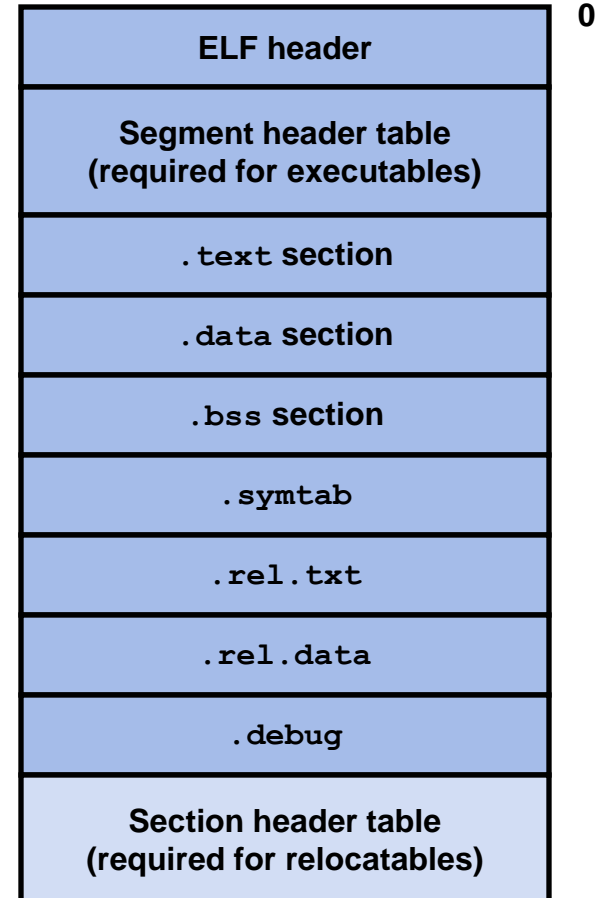 0
ELF header
Segment header table
(required for executables)
.text section
.data section
.bss section
.symtab
.rel.txt
.rel.data
.debug
Section header table
(required for relocatables)